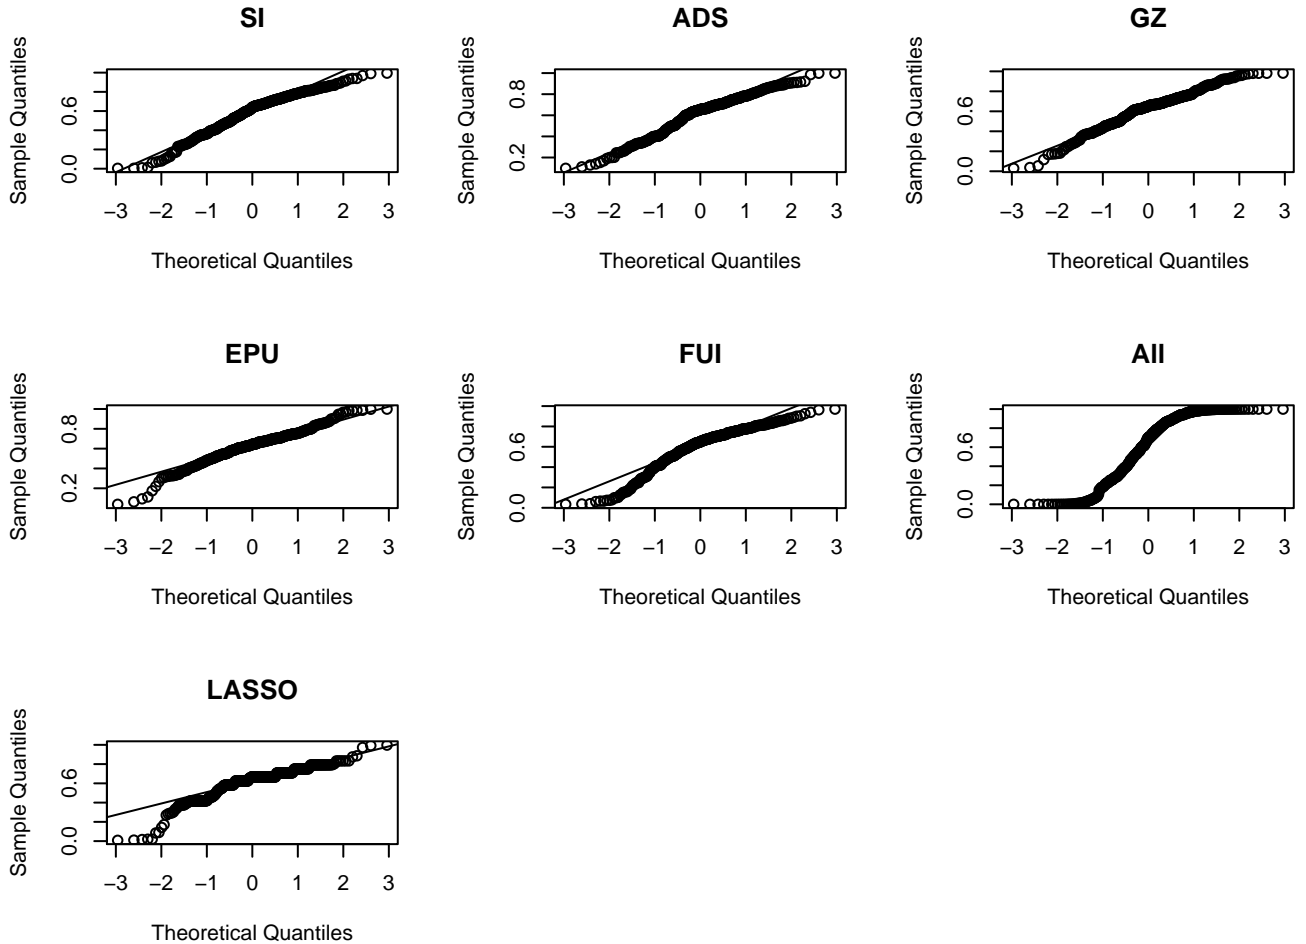 SI
Sample Quantiles
0.0 0.6
−3 −2 −1 0 1 2 3
Theoretical Quantiles
ADS
Sample Quantiles
0.2 0.8
−3 −2 −1 0 1 2 3
Theoretical Quantiles
GZ
Sample Quantiles
0.0 0.6
−3 −2 −1 0 1 2 3
Theoretical Quantiles
EPU
Sample Quantiles
0.2 0.8
−3 −2 −1 0 1 2 3
Theoretical Quantiles
FUI
Sample Quantiles
0.0 0.6
−3 −2 −1 0 1 2 3
Theoretical Quantiles
All
Sample Quantiles
0.0 0.6
−3 −2 −1 0 1 2 3
Theoretical Quantiles
LASSO
Sample Quantiles
0.0 0.6
−3 −2 −1 0 1 2 3
Theoretical Quantiles